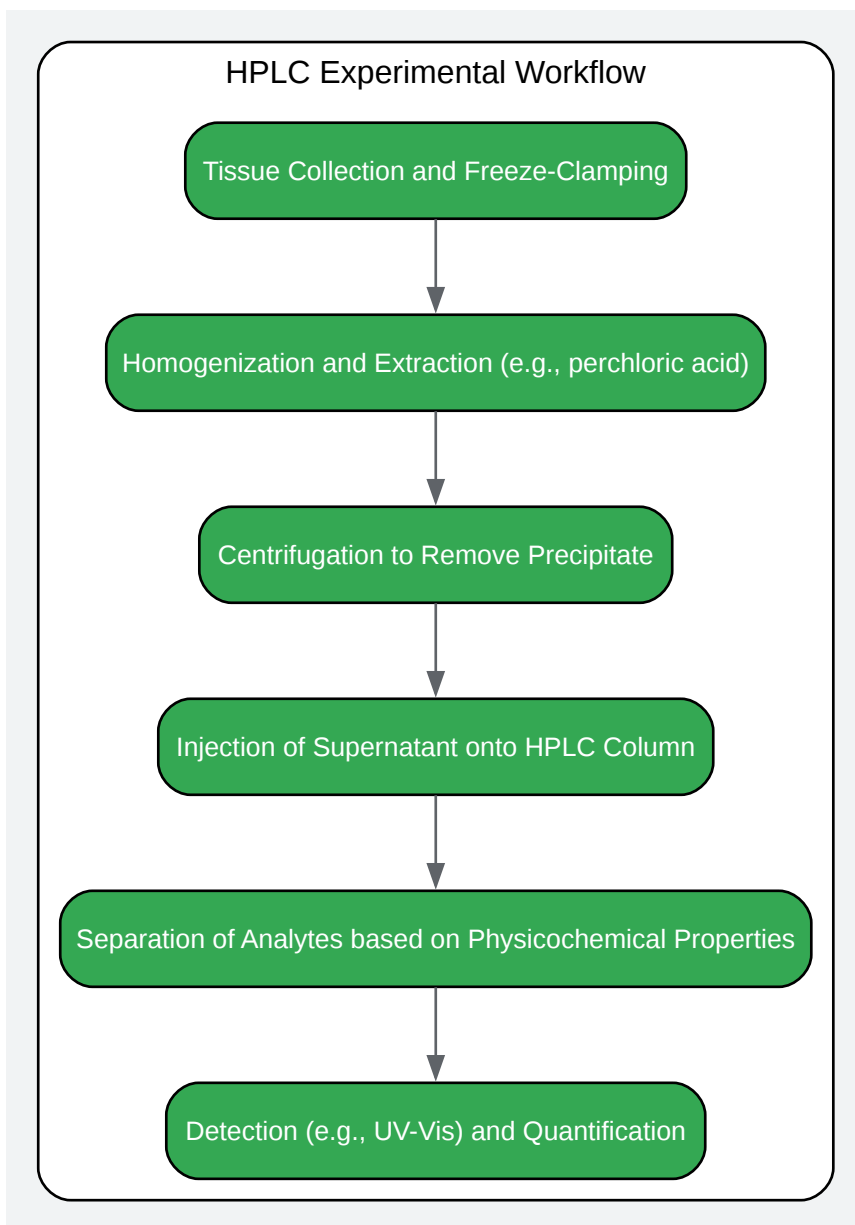 HPLC Experimental Workflow
Tissue Collection and Freeze-Clamping
Homogenization and Extraction (e.g., perchloric acid)
Centrifugation to Remove Precipitate
Injection of Supernatant onto HPLC Column
Separation of Analytes based on Physicochemical Properties
Detection (e.g., UV-Vis) and Quantification